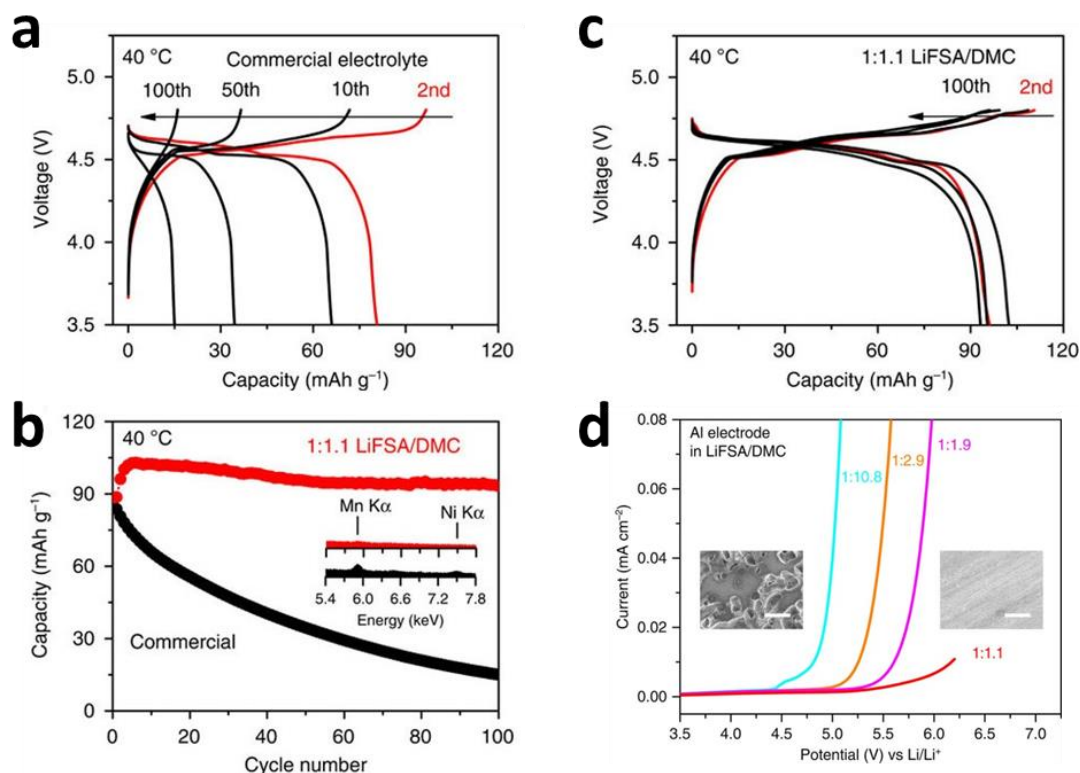 a
40 °C
Commercial electrolyte
100th 50th 10th 2nd
5.0
4.5
4.0
3.5
Voltage (V)
0 30 60 90 120
Capacity (mAh g⁻¹)
c
40 °C
1:1.1 LiFSA/DMC
100th 2nd
5.0
4.5
4.0
3.5
Voltage (V)
0 30 60 90 120
Capacity (mAh g⁻¹)
b
40 °C
1:1.1 LiFSA/DMC
Mn Kα
Ni Kα
5.4 6.0 6.6 7.2 7.8
Energy (keV)
Commercial
120
90
60
30
0
Capacity (mAh g⁻¹)
0 20 40 60 80 100
Cycle number
d
Al electrode
in LiFSA/DMC
1:10.8
1:2.9
1:1.9
1:1.1
0.08
0.06
0.04
0.02
0.00
Current (mA cm⁻²)
3.5 4.0 4.5 5.0 5.5 6.0 6.5 7.0
Potential (V) vs Li/Li⁺